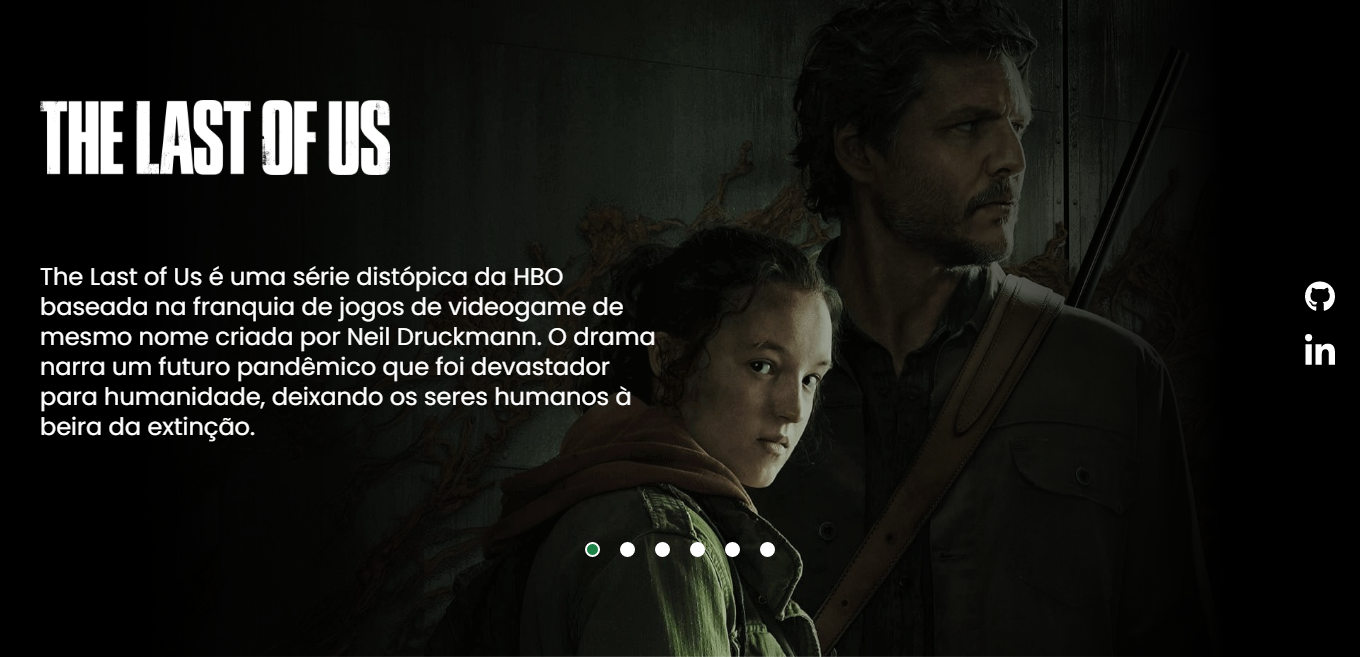 THE LAST OF US
The Last of Us é uma série distópica da HBO
baseada na franquia de jogos de videogame de
mesmo nome criada por Neil Druckmann. O drama
narra um futuro pandêmico que foi devastador
para humanidade, deixando os seres humanos à
beira da extinção.
in